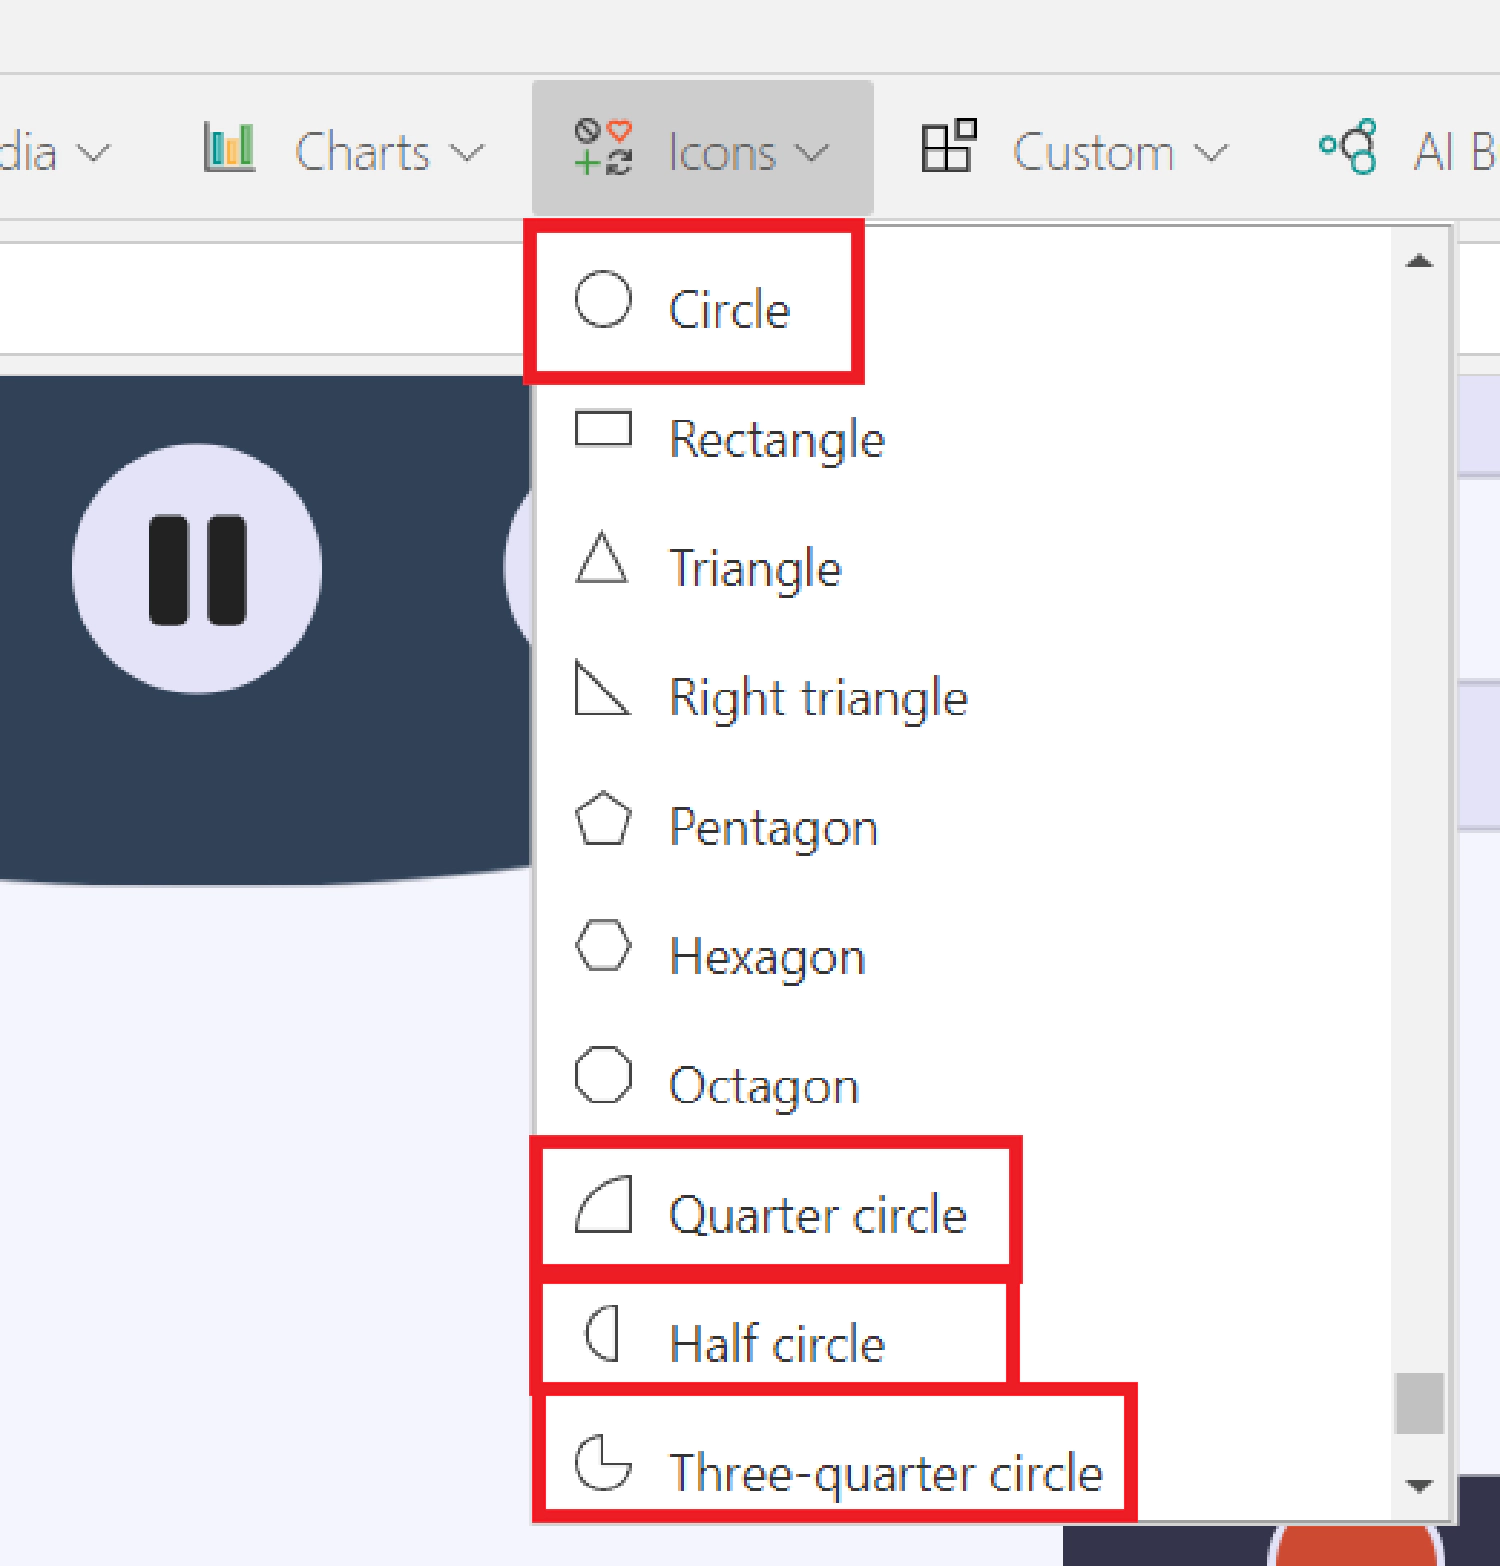 dia
Charts
Icons
Custom
AI B
Circle
Rectangle
Triangle
Right triangle
Pentagon
Hexagon
Octagon
Quarter circle
Half circle
Three-quarter circle